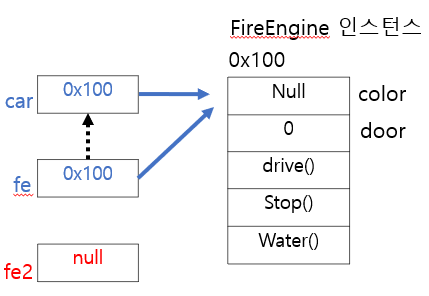 FireEngine 인스턴스
0x100
car 0x100
Null color
0 door
fe 0x100
drive()
Stop()
Water()
fe2 null